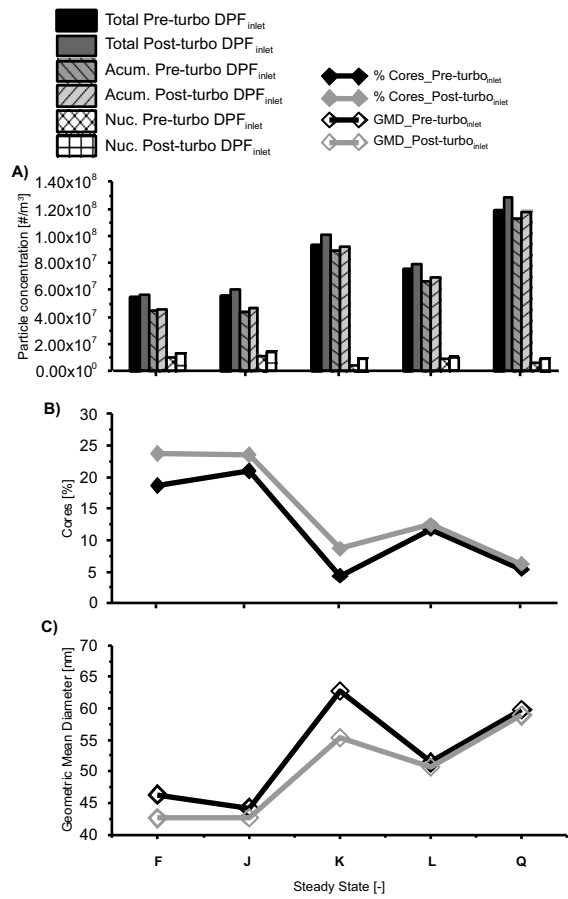 Total Pre-turbo DPFinlet
Total Post-turbo DPFinlet
Acum. Pre-turbo DPFinlet
Acum. Post-turbo DPFinlet
Nuc. Pre-turbo DPFinlet
Nuc. Post-turbo DPFinlet
% Cores_Pre-turboinlet
% Cores_Post-turboinlet
GMD_Pre-turboinlet
GMD_Post-turboinlet
A)
Particle concentration [#/m³]
1.40x10⁸
1.20x10⁸
1.00x10⁸
8.00x10⁷
6.00x10⁷
4.00x10⁷
2.00x10⁷
0.00x10⁰
B)
Cores [%]
30
25
20
15
10
5
0
C)
Geometric Mean Diameter [nm]
70
65
60
55
50
45
40
F J K L Q
Steady State [-]